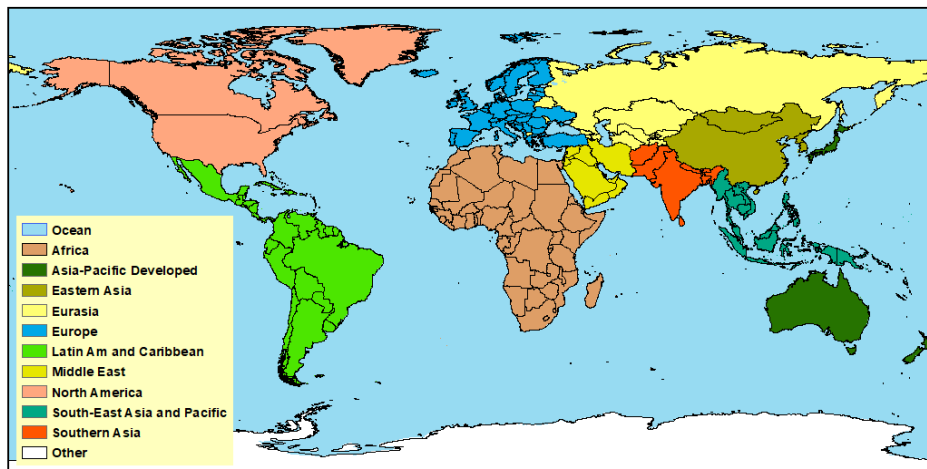 Ocean
Africa
Asia-Pacific Developed
Eastern Asia
Eurasia
Europe
Latin Am and Caribbean
Middle East
North America
South-East Asia and Pacific
Southern Asia
Other